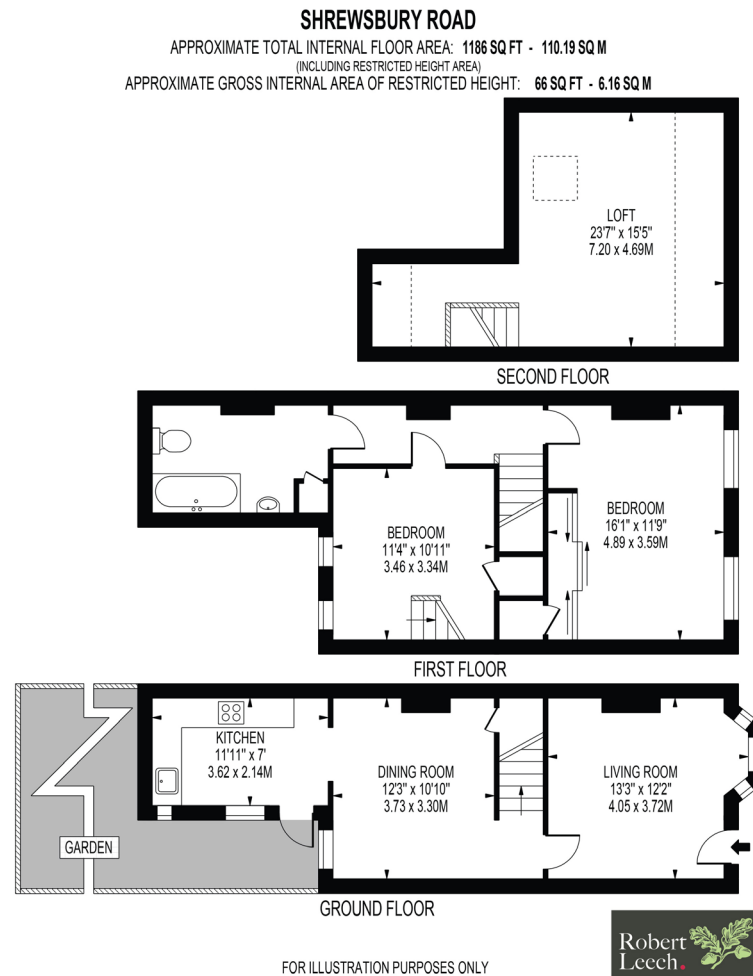 SHREWSBURY ROAD
APPROXIMATE TOTAL INTERNAL FLOOR AREA: 1186 SQ FT - 110.19 SQ M
(INCLUDING RESTRICTED HEIGHT AREA)
APPROXIMATE GROSS INTERNAL AREA OF RESTRICTED HEIGHT: 66 SQ FT - 6.16 SQ M
LOFT
23'7" x 15'5"
7.20 x 4.69M
SECOND FLOOR
BEDROOM
11'4" x 10'11"
3.46 x 3.34M
BEDROOM
16'1" x 11'9"
4.89 x 3.59M
FIRST FLOOR
KITCHEN
11'11" x 7'
3.62 x 2.14M
DINING ROOM
12'3" x 10'10"
3.73 x 3.30M
LIVING ROOM
13'3" x 12'2"
4.05 x 3.72M
GARDEN
GROUND FLOOR
Robert
Leech.
FOR ILLUSTRATION PURPOSES ONLY